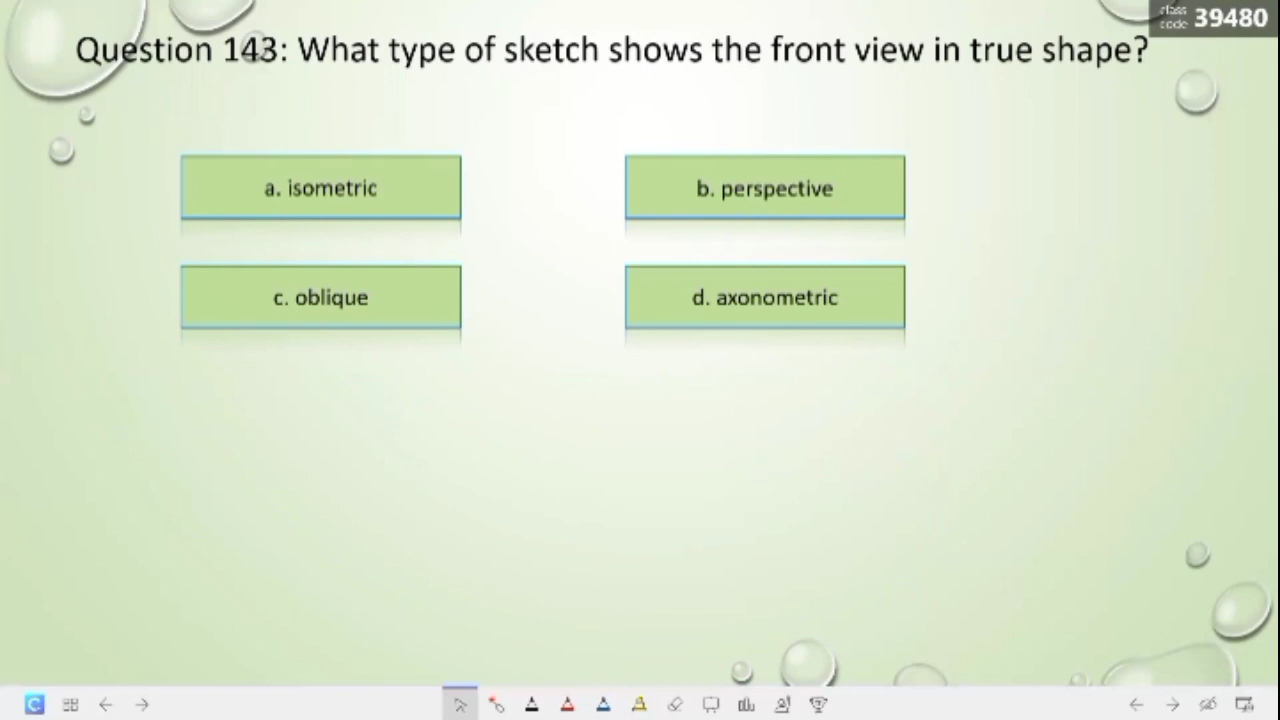 class
code 39480
Question 143: What type of sketch shows the front view in true shape?
a. isometric
b. perspective
c. oblique
d. axonometric